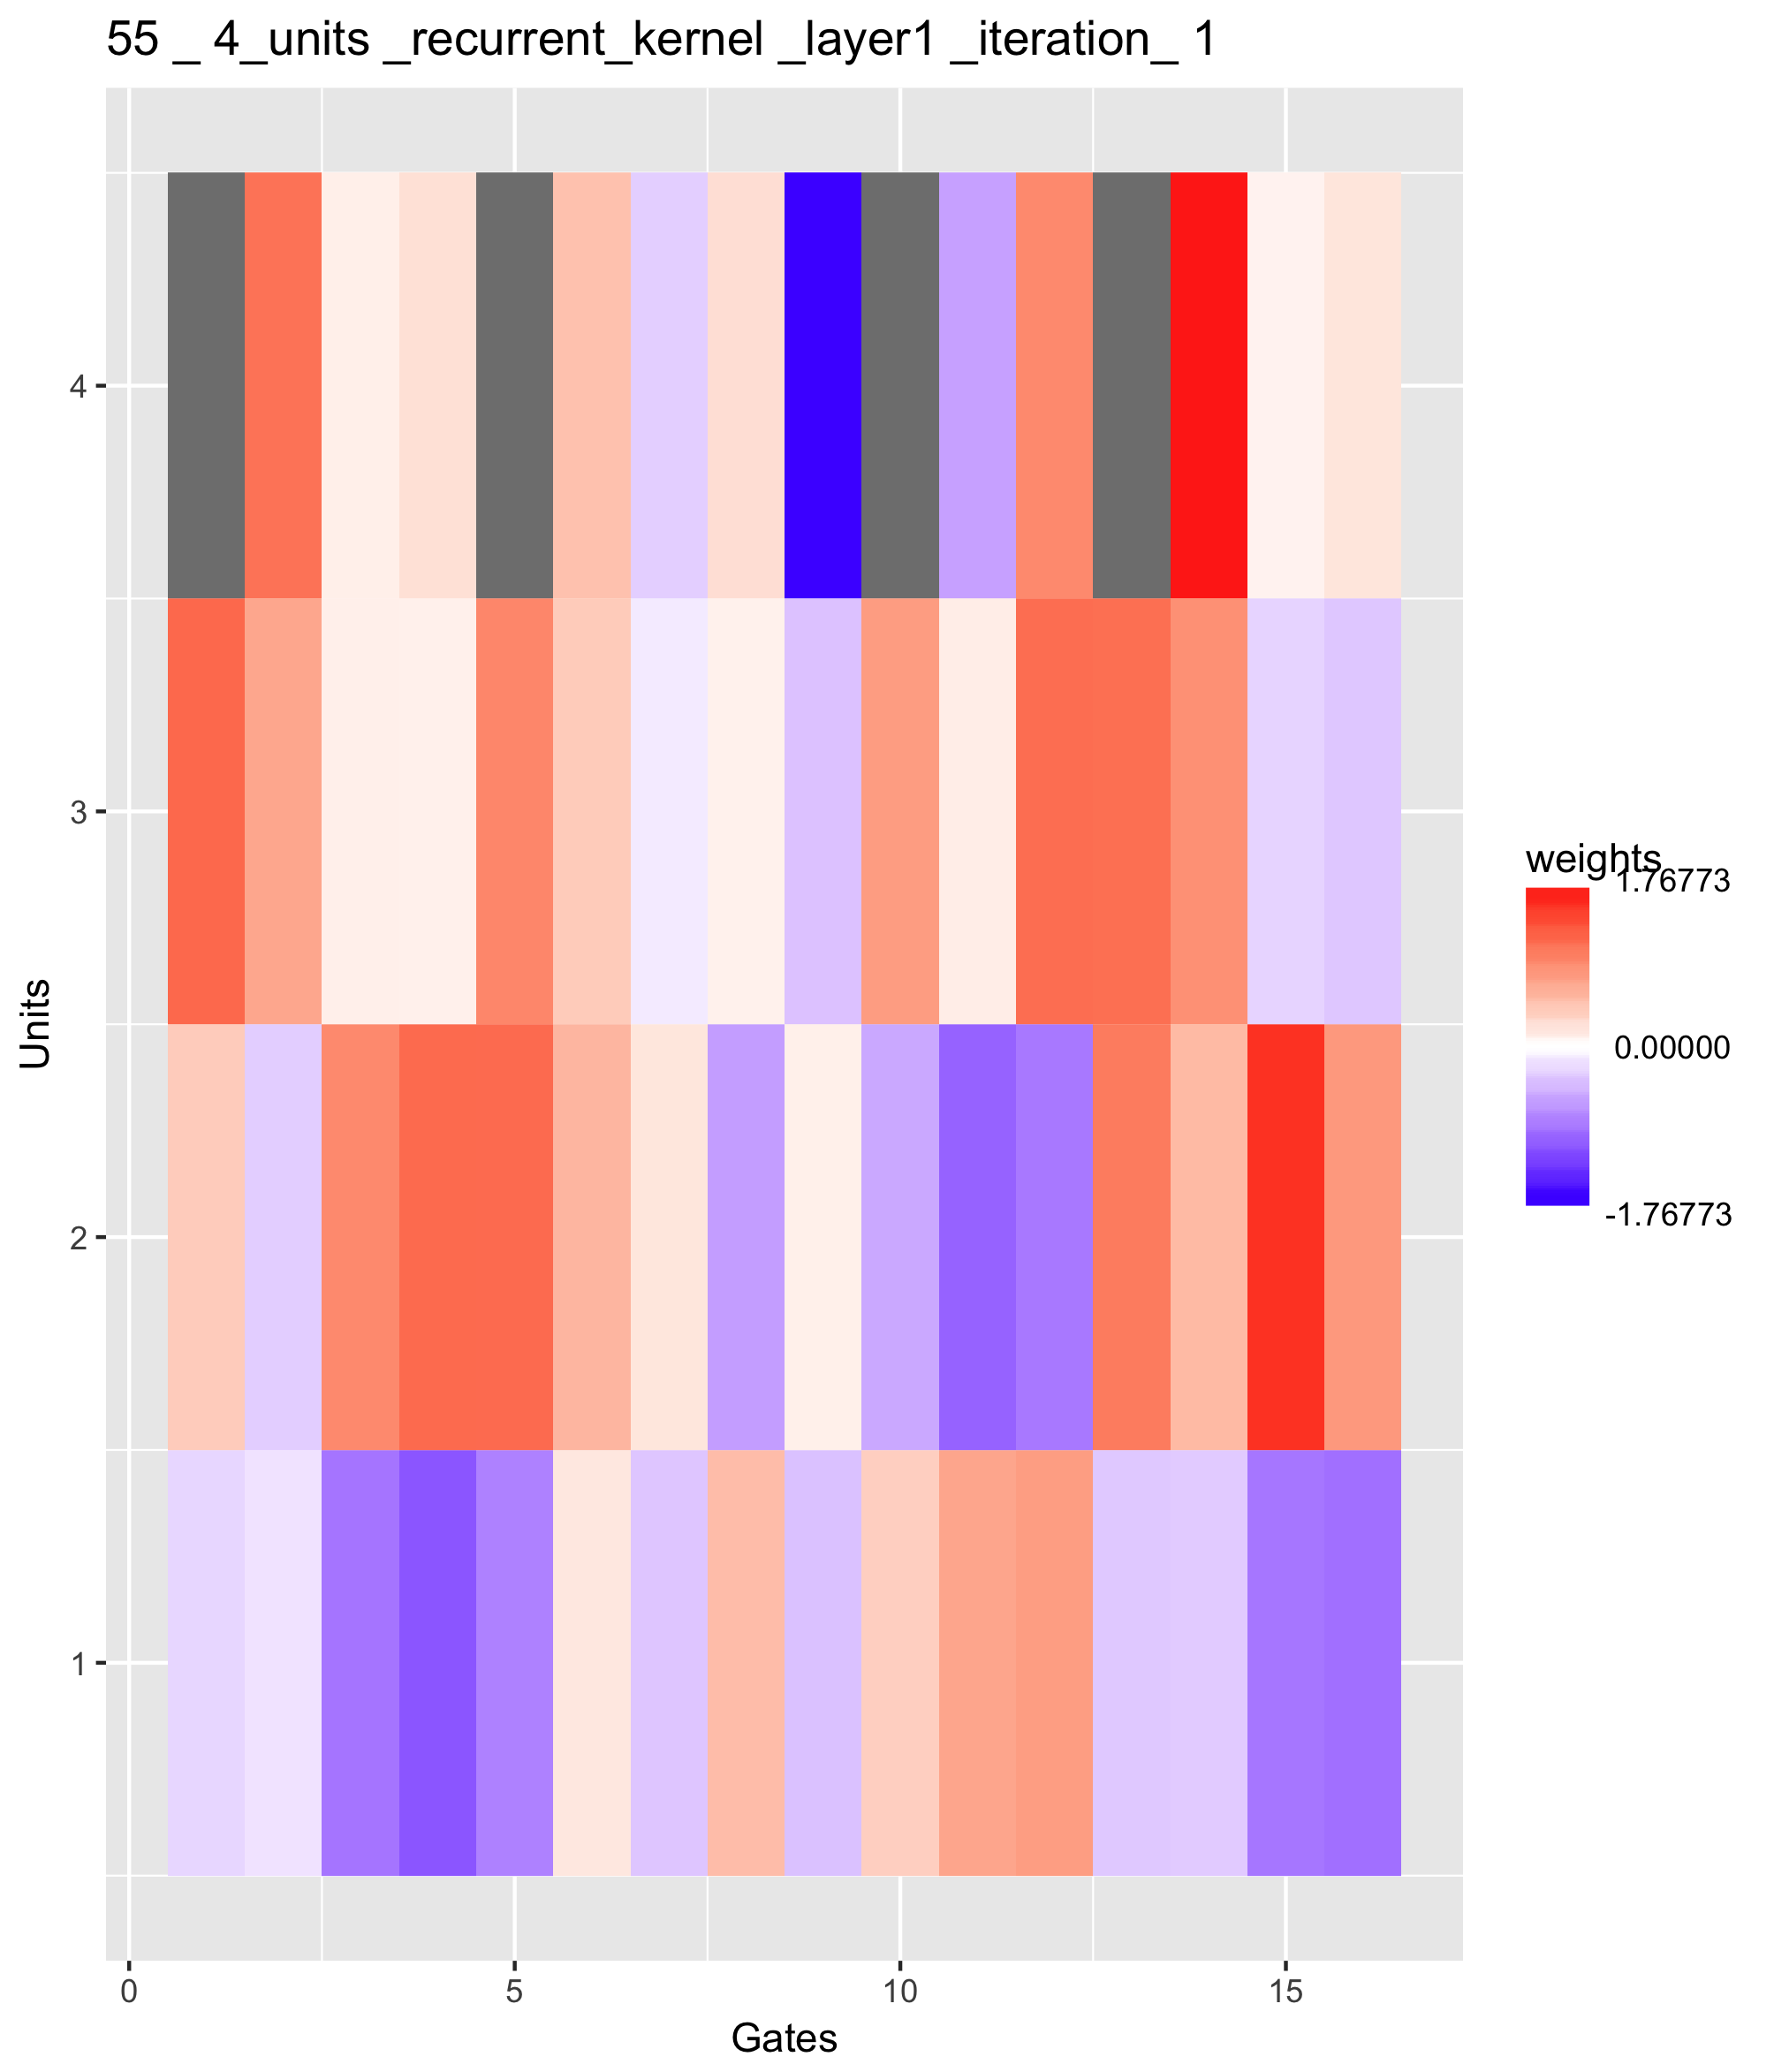 55 _ 4_units _recurrent_kernel _layer1 _iteration_ 1
4
3
2
1
Units
0
5
10
15
Gates
weights
1.76773
0.00000
-1.76773